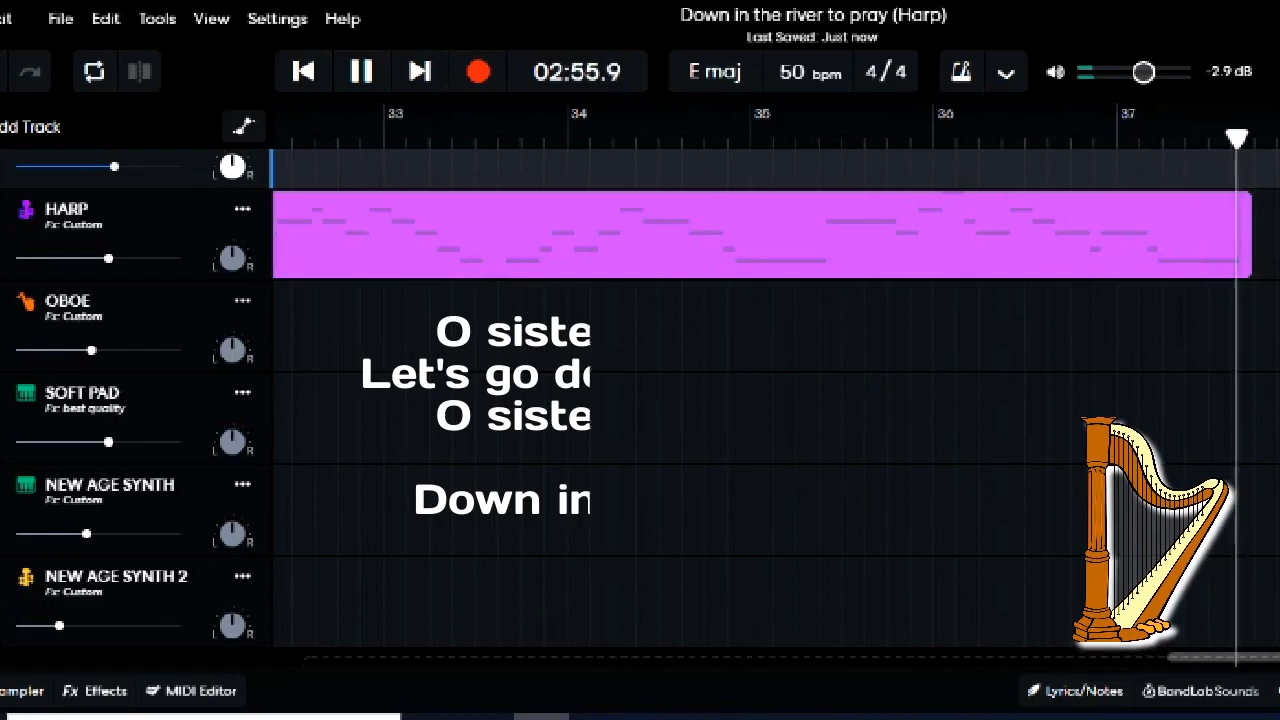 File Edit Tools View Settings Help
Down in the river to pray (Harp)
Last Saved: Just now
02:55.9
E maj
50 bpm
4/4
-2.9 dB
Track
33 34 35 36 37
L R
HARP
Fx: Custom
L R
OBOE
Fx: Custom
L R
SOFT PAD
Fx: best quality
L R
NEW AGE SYNTH
Fx: Custom
L R
NEW AGE SYNTH 2
Fx: Custom
L R
O siste
Let's go d
O siste
Down in
Fx Effects
MIDI Editor
Lyrics/Notes
BandLab Sounds